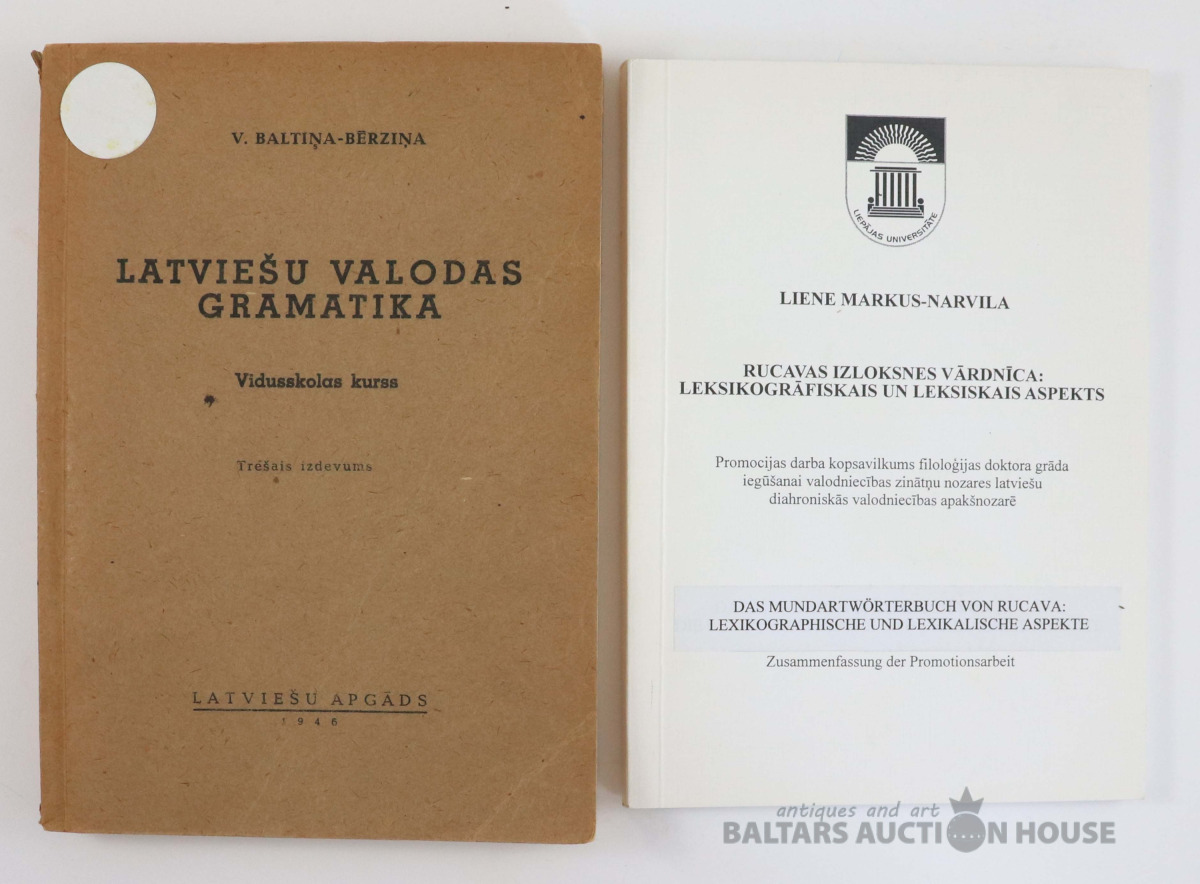 V. BALTIŅA-BĒRZIŅA
LATVIEŠU VALODAS
GRAMATIKA
Vidusskolas kurss
Trešais izdevums
LATVIEŠU APGĀDS
1946
LIEPĀJAS UNIVERSITĀTE
LIENE MARKUS-NARVILA
RUCAVAS IZLOKSNES VĀRDNĪCA:
LEKSIKOGRĀFISKAIS UN LEKSISKAIS ASPEKTS
Promocijas darba kopsavilkums filoloģijas doktora grāda
iegūšanai valodniecības zinātņu nozares latviešu
diahroniskās valodniecības apakšnozarē
DAS MUNDARTWÖRTERBUCH VON RUCAVA:
LEXIKOGRAPHISCHE UND LEXIKALISCHE ASPEKTE
Zusammenfassung der Promotionsarbeit
antiques and art
BALTARS AUCTION HOUSE